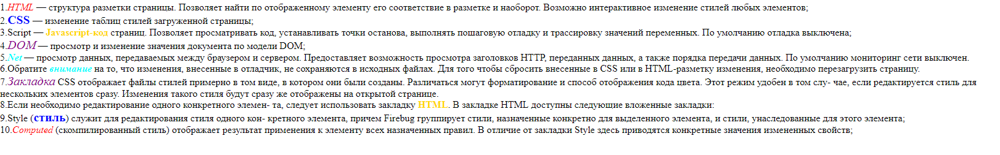 1.HTML — структура разметки страницы. Позволяет найти по отображенному элементу его соответствие в разметке и наоборот. Возможно интерактивное изменение стилей любых элементов;
2.CSS — изменение таблиц стилей загруженной страницы;
3.Script — Javascript-код страниц. Позволяет просматривать код, устанавливать точки останова, выполнять пошаговую отладку и трассировку значений переменных. По умолчанию отладка выключена;
4.DOM — просмотр и изменение значения документа по модели DOM;
5.Net — просмотр данных, передаваемых между браузером и сервером. Предоставляет возможность просмотра заголовков HTTP, переданных данных, а также порядка передачи данных. По умолчанию мониторинг сети выключен.
6.Обратите внимание на то, что изменения, внесенные в отладчик, не сохраняются в исходных файлах. Для того чтобы сбросить внесенные в CSS или в HTML-разметку изменения, необходимо перезагрузить страницу.
7.Закладка CSS отображает файлы стилей примерно в том виде, в котором они были созданы. Различаться могут форматирование и способ отображения кода цвета. Этот режим удобен в том слу- чае, если редактируется стиль для
нескольких элементов сразу. Изменения такого стиля будут сразу же отображены на открытой странице.
8.Если необходимо редактирование одного конкретного элемен- та, следует использовать закладку HTML. В закладке HTML доступны следующие вложенные закладки:
9.Style (стиль) служит для редактирования стиля одного кон- кретного элемента, причем Firebug группирует стили, назначенные конкретно для выделенного элемента, и стили, унаследованные для этого элемента;
10.Computed (скомпилированный стиль) отображает результат применения к элементу всех назначенных правил. В отличие от закладки Style здесь приводятся конкретные значения измененных свойств;